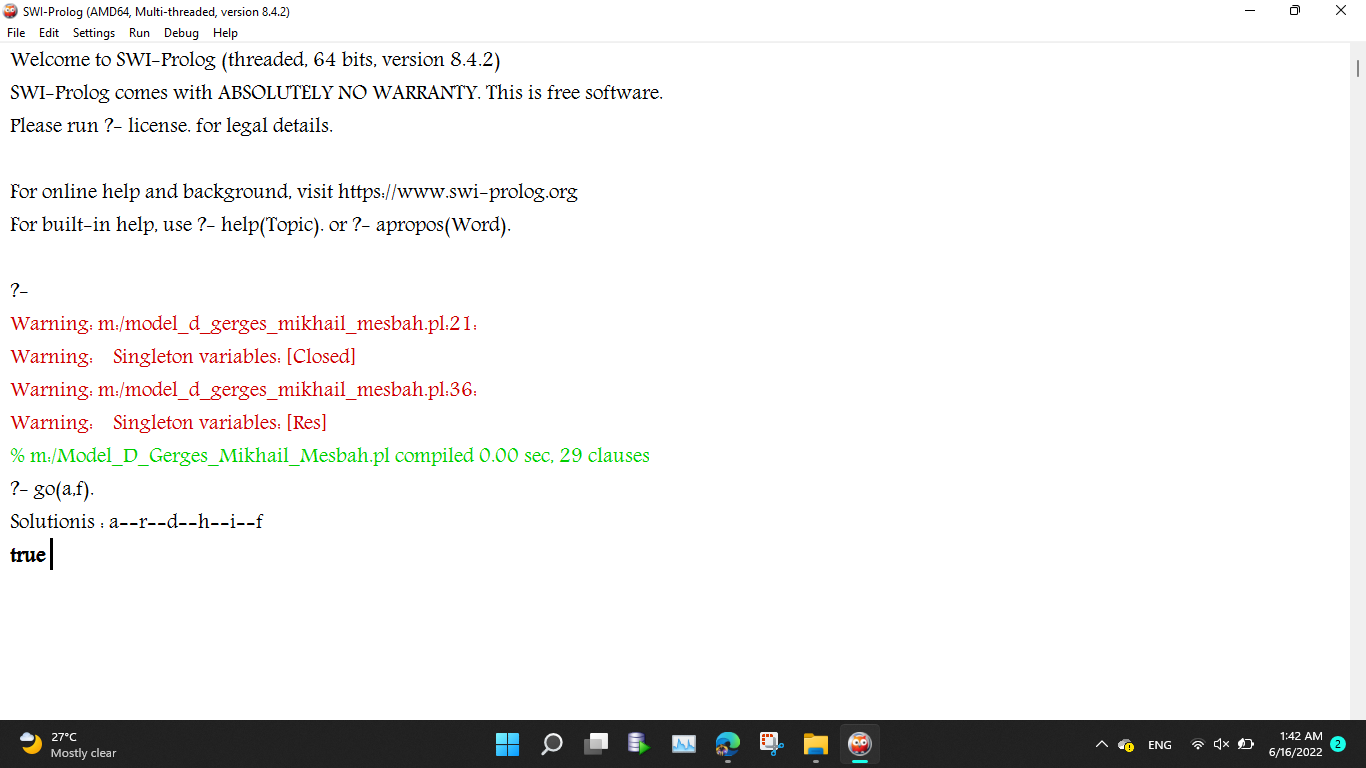 SWI-Prolog (AMD64, Multi-threaded, version 8.4.2)
File Edit Settings Run Debug Help
Welcome to SWI-Prolog (threaded, 64 bits, version 8.4.2)
SWI-Prolog comes with ABSOLUTELY NO WARRANTY. This is free software.
Please run ?- license. for legal details.
For online help and background, visit https://www.swi-prolog.org
For built-in help, use ?- help(Topic). or ?- apropos(Word).
?-
Warning: m:/model_d_gerges_mikhail_mesbah.pl:21:
Warning:    Singleton variables: [Closed]
Warning: m:/model_d_gerges_mikhail_mesbah.pl:36:
Warning:    Singleton variables: [Res]
% m:/Model_D_Gerges_Mikhail_Mesbah.pl compiled 0.00 sec, 29 clauses
?- go(a,f).
Solutionis : a--r--d--h--i--f
true
27°C
Mostly clear
ENG
1:42 AM
6/16/2022
2